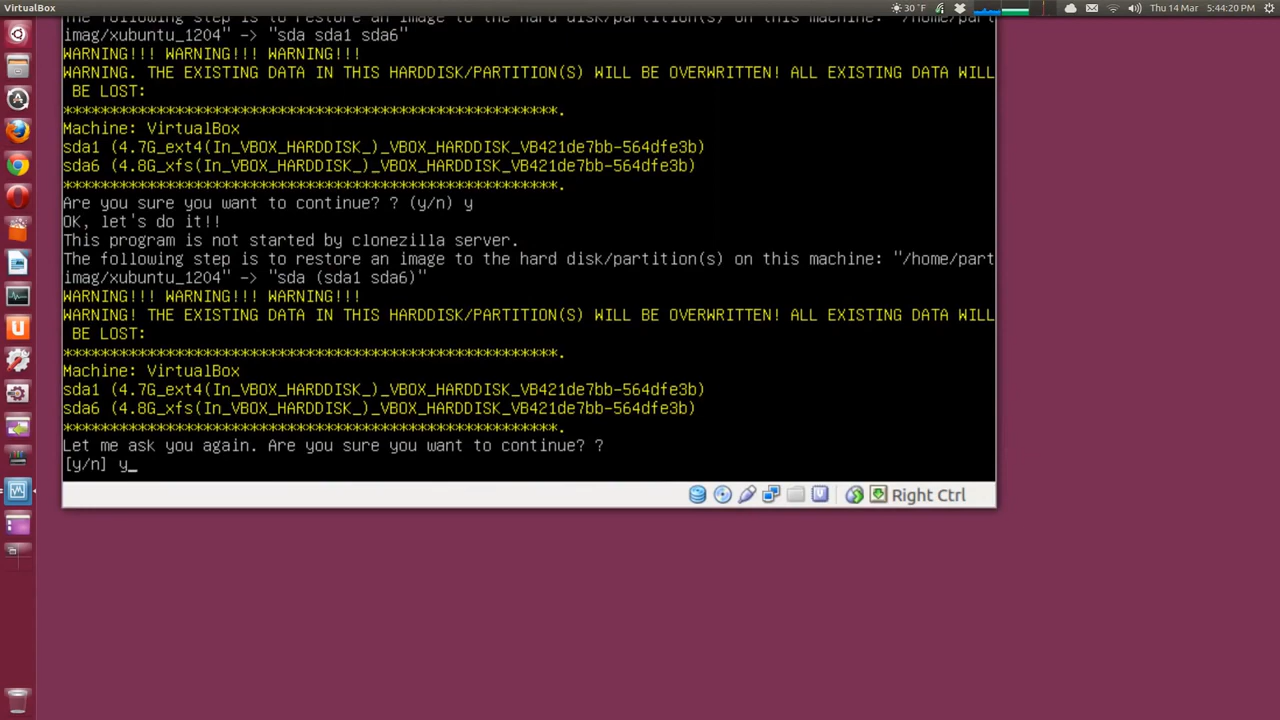 VirtualBox
30 °F
Thu 14 Mar 5:44:20 PM
The following step is to restore an image to the hard disk/partition(s) on this machine: "/home/part
imag/xubuntu_1204" -> "sda sda1 sda6"
WARNING!!! WARNING!!! WARNING!!!
WARNING. THE EXISTING DATA IN THIS HARDDISK/PARTITION(S) WILL BE OVERWRITTEN! ALL EXISTING DATA WILL
BE LOST:
*****************************************************.
Machine: VirtualBox
sda1 (4.7G_ext4(In_VBOX_HARDDISK_)_VBOX_HARDDISK_VB421de7bb-564dfe3b)
sda6 (4.8G_xfs(In_VBOX_HARDDISK_)_VBOX_HARDDISK_VB421de7bb-564dfe3b)
*****************************************************.
Are you sure you want to continue? ? (y/n) y
OK, let's do it!!
This program is not started by clonezilla server.
The following step is to restore an image to the hard disk/partition(s) on this machine: "/home/part
imag/xubuntu_1204" -> "sda (sda1 sda6)"
WARNING!!! WARNING!!! WARNING!!!
WARNING! THE EXISTING DATA IN THIS HARDDISK/PARTITION(S) WILL BE OVERWRITTEN! ALL EXISTING DATA WILL
BE LOST:
*****************************************************.
Machine: VirtualBox
sda1 (4.7G_ext4(In_VBOX_HARDDISK_)_VBOX_HARDDISK_VB421de7bb-564dfe3b)
sda6 (4.8G_xfs(In_VBOX_HARDDISK_)_VBOX_HARDDISK_VB421de7bb-564dfe3b)
*****************************************************.
Let me ask you again. Are you sure you want to continue? ?
[y/n] y_
Right Ctrl